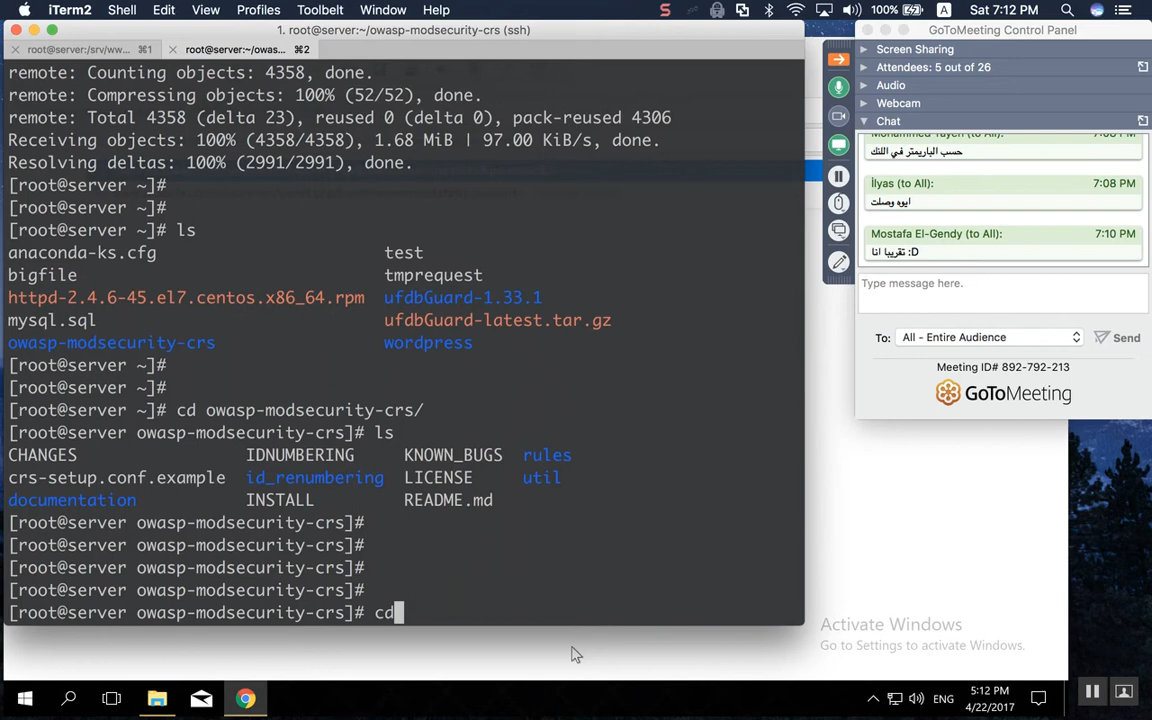 iTerm2 Shell Edit View Profiles Toolbelt Window Help 100% A Sat 7:12 PM
1. root@server:~/owasp-modsecurity-crs (ssh)
root@server:/srv/ww... ⌘1 root@server:~/owas... ⌘2
remote: Counting objects: 4358, done.
remote: Compressing objects: 100% (52/52), done.
remote: Total 4358 (delta 23), reused 0 (delta 0), pack-reused 4306
Receiving objects: 100% (4358/4358), 1.68 MiB | 97.00 KiB/s, done.
Resolving deltas: 100% (2991/2991), done.
[root@server ~]#
[root@server ~]#
[root@server ~]# ls
anaconda-ks.cfg test
bigfile tmprequest
httpd-2.4.6-45.el7.centos.x86_64.rpm ufdbGuard-1.33.1
mysql.sql ufdbGuard-latest.tar.gz
owasp-modsecurity-crs wordpress
[root@server ~]#
[root@server ~]#
[root@server ~]# cd owasp-modsecurity-crs/
[root@server owasp-modsecurity-crs]# ls
CHANGES IDNUMBERING KNOWN_BUGS rules
crs-setup.conf.example id_renumbering LICENSE util
documentation INSTALL README.md
[root@server owasp-modsecurity-crs]#
[root@server owasp-modsecurity-crs]#
[root@server owasp-modsecurity-crs]#
[root@server owasp-modsecurity-crs]#
[root@server owasp-modsecurity-crs]# cd
GoToMeeting Control Panel
Screen Sharing
Attendees: 5 out of 26
Audio
Webcam
Chat
Mohammed Tayeh (to All): 7:08 PM
حسب الباريمتر في اللنك
İlyas (to All): 7:08 PM
ايوه وصلت
Mostafa El-Gendy (to All): 7:10 PM
تقريبا انا :D
Type message here.
To: All - Entire Audience Send
Meeting ID# 892-792-213
GoToMeeting
Activate Windows
Go to Settings to activate Windows.
ENG 5:12 PM
4/22/2017